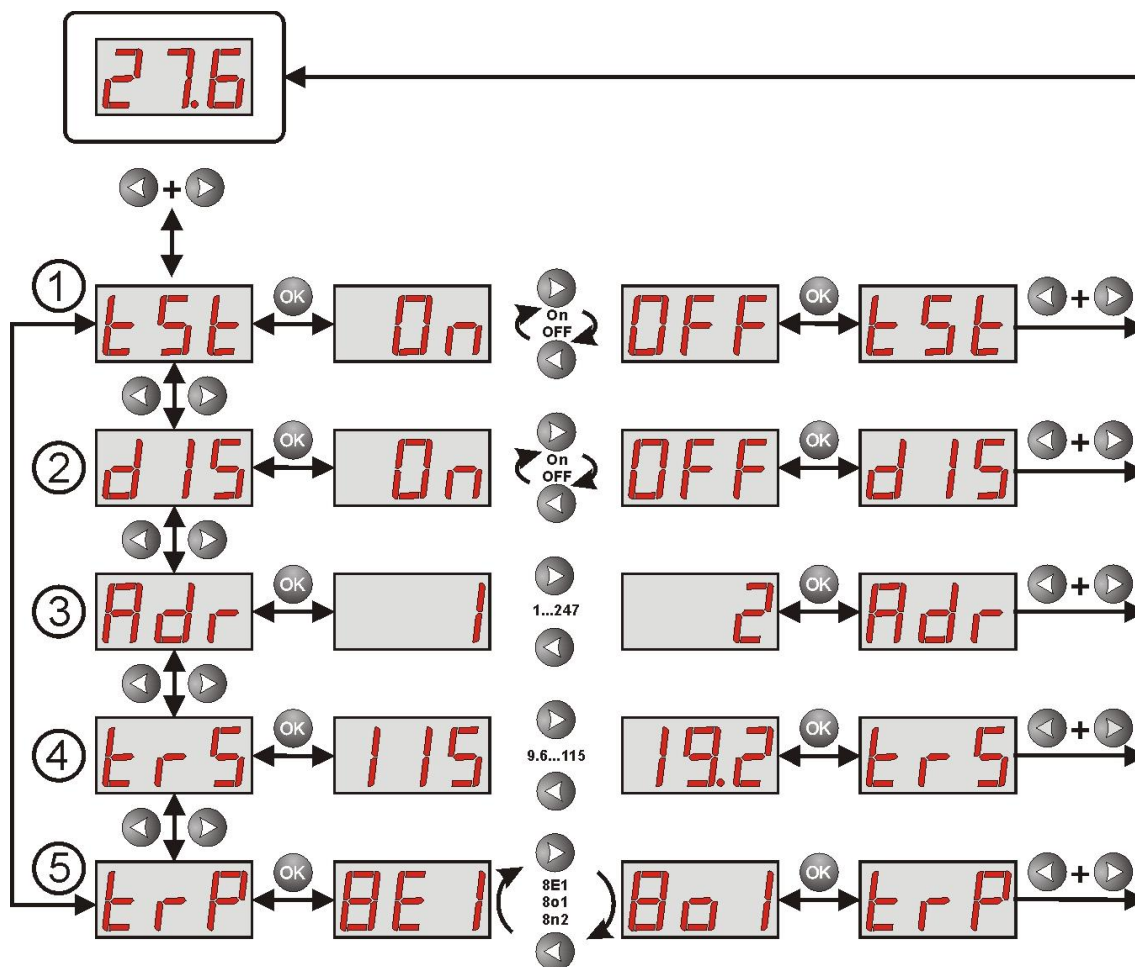 27.6
+
1 tSt OK On On OFF OFF OK tSt +
2 dIS OK On On OFF OFF OK dIS +
3 Adr OK 1 1...247 2 OK Adr +
4 trS OK 115 9.6...115 19.2 OK trS +
5 trP OK 8E1 8E1 8o1 8n2 8o1 OK trP +